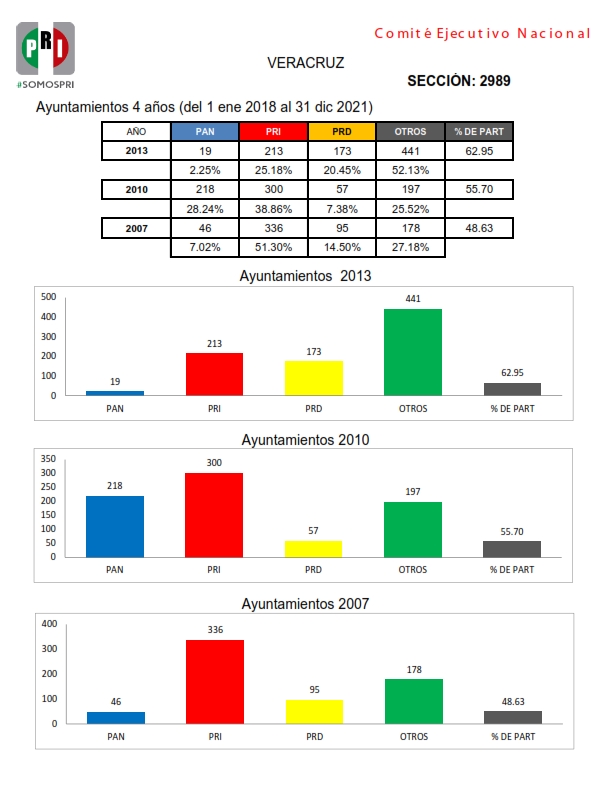 Comité Ejecutivo Nacional
PRI
#SOMOSPRI
VERACRUZ
SECCIÓN: 2989
Ayuntamientos 4 años (del 1 ene 2018 al 31 dic 2021)
AÑO PAN PRI PRD OTROS % DE PART
2013 19 213 173 441 62.95
2.25% 25.18% 20.45% 52.13%
2010 218 300 57 197 55.70
28.24% 38.86% 7.38% 25.52%
2007 46 336 95 178 48.63
7.02% 51.30% 14.50% 27.18%
Ayuntamientos 2013
500
400
300
200
100
0
19 213 173 441 62.95
PAN PRI PRD OTROS % DE PART
Ayuntamientos 2010
350
300
250
200
150
100
50
0
218 300 57 197 55.70
PAN PRI PRD OTROS % DE PART
Ayuntamientos 2007
400
300
200
100
0
46 336 95 178 48.63
PAN PRI PRD OTROS % DE PART